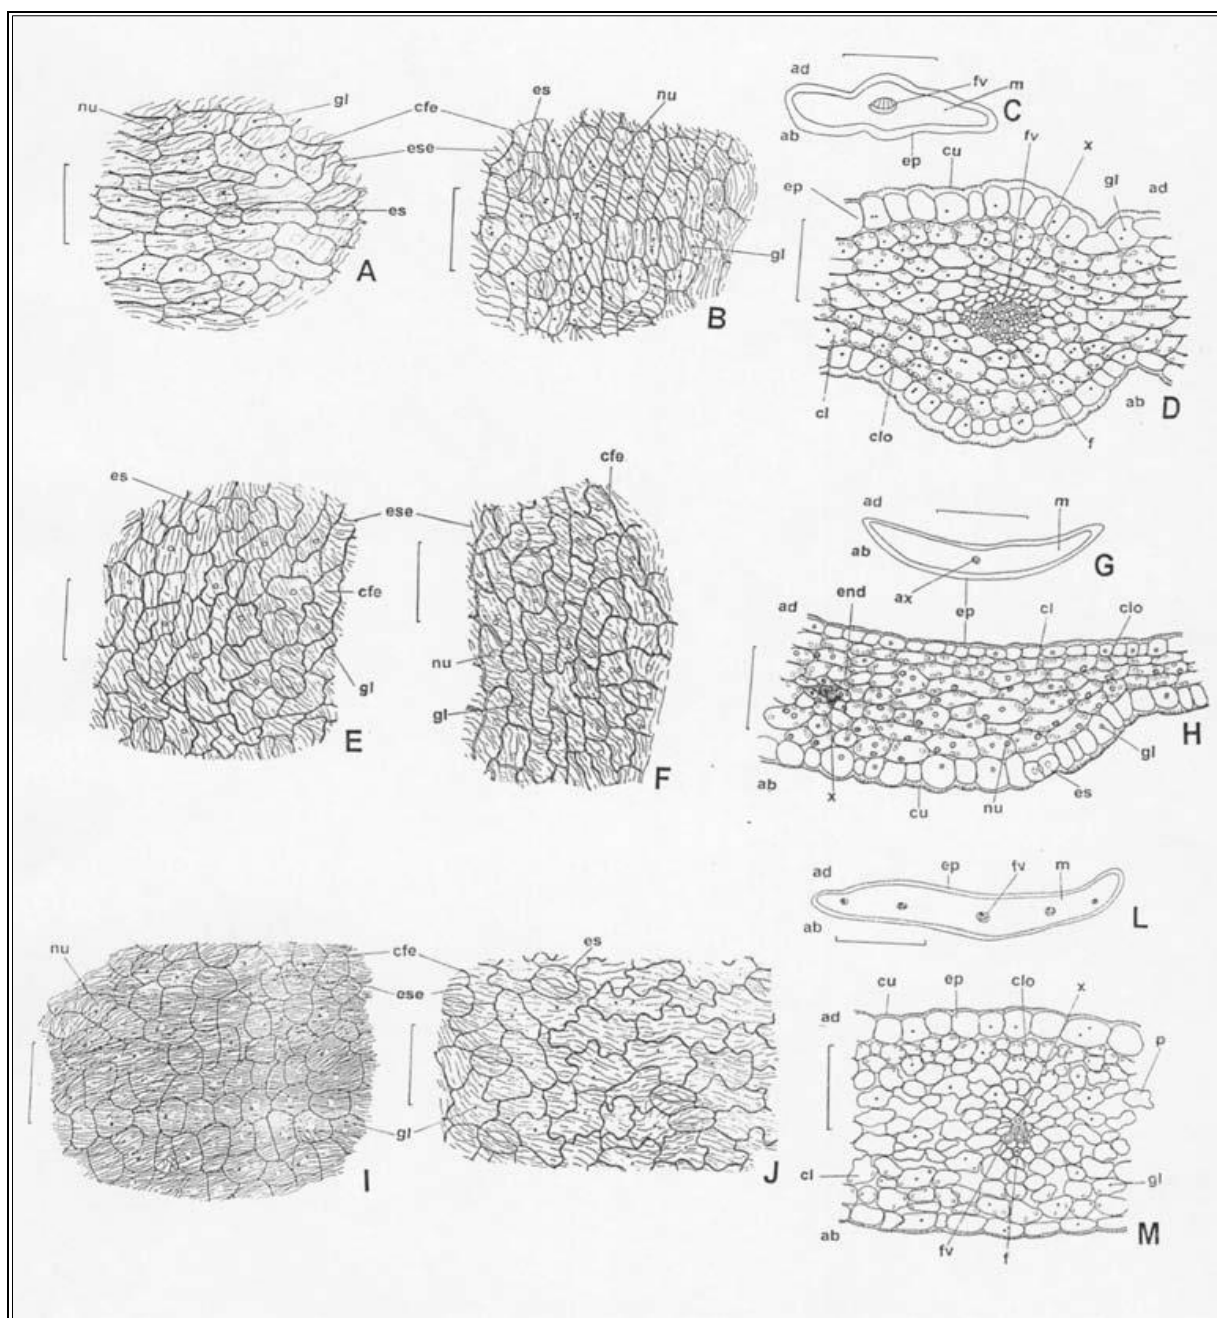 nu gl cfe ese es A
es nu gl B
ad fv m C
ab ep
cu fv x gl ad
ep
cl clo f ab D
es ese cfe gl E
cfe nu gl F
ad m
ab G
ax ep
ad end cl clo
H
gl
ab x cu nu es
ad ep fv m
ab L
nu cfe ese gl I
es J
cu ep clo x
ad p
cl gl
ab fv f M